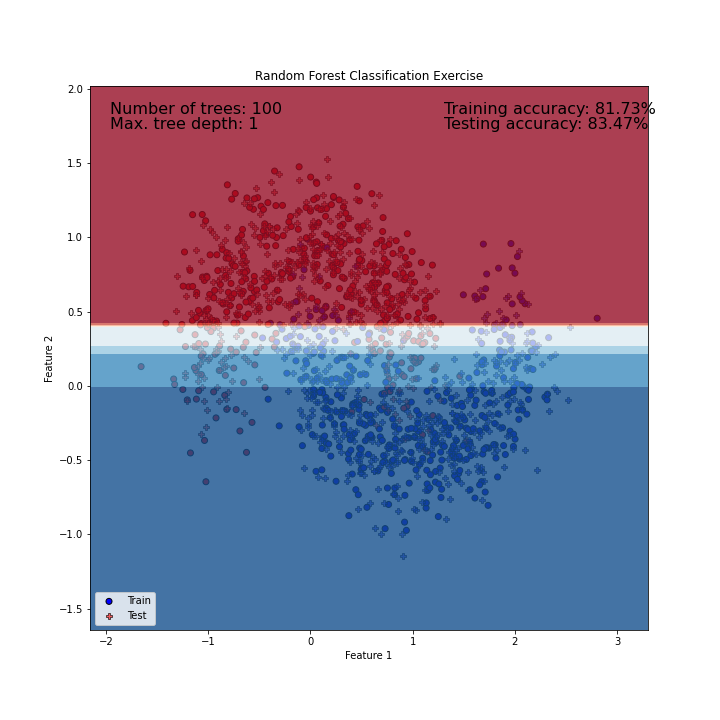 Random Forest Classification Exercise
Number of trees: 100
Max. tree depth: 1
Training accuracy: 81.73%
Testing accuracy: 83.47%
Feature 2
2.0
1.5
1.0
0.5
0.0
−0.5
−1.0
−1.5
Train
Test
−2
−1
0
1
2
3
Feature 1